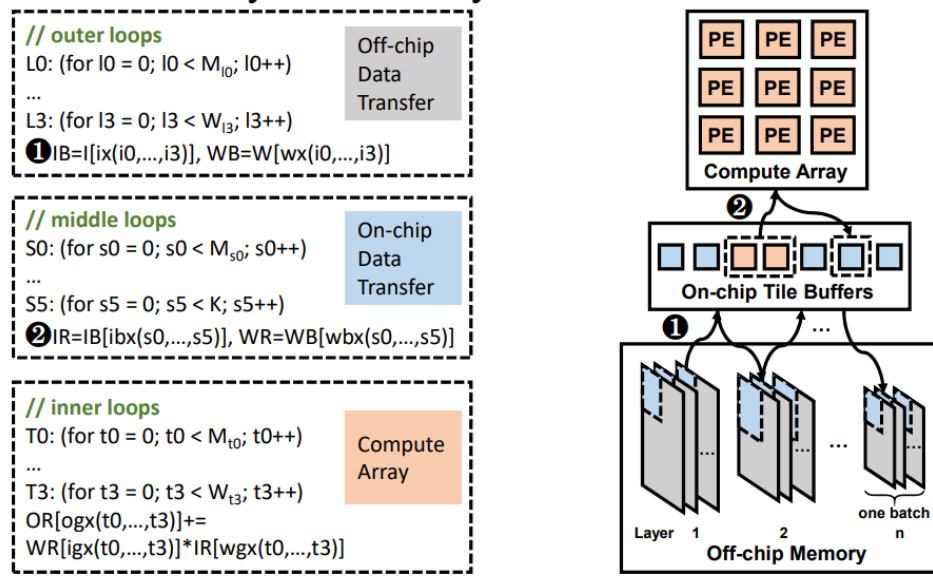 // outer loops
L0: (for l0 = 0; l0 < M_l0; l0++)
...
L3: (for l3 = 0; l3 < W_l3; l3++)
❶IB=I[ix(i0,...,i3)], WB=W[wx(i0,...,i3)]
Off-chip
Data
Transfer
// middle loops
S0: (for s0 = 0; s0 < M_s0; s0++)
...
S5: (for s5 = 0; s5 < K; s5++)
❷IR=IB[ibx(s0,...,s5)], WR=WB[wbx(s0,...,s5)]
On-chip
Data
Transfer
// inner loops
T0: (for t0 = 0; t0 < M_t0; t0++)
...
T3: (for t3 = 0; t3 < W_t3; t3++)
OR[ogx(t0,...,t3)]+=
WR[igx(t0,...,t3)]*IR[wgx(t0,...,t3)]
Compute
Array
PE PE PE
PE PE PE
PE PE PE
Compute Array
❷
On-chip Tile Buffers
❶ ...
... ... ... ...
one batch
Layer 1 2 n
Off-chip Memory